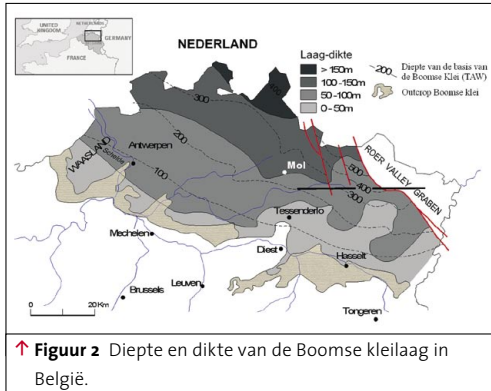 UNITED
KINGDOM
NETHERLANDS
GERMANY
FRANCE
NEDERLAND
Laag-dikte
> 150m
100 -150m
50 -100m
0 - 50m
200
Diepte van de basis van
de Boomse Klei (TAW)
Outcrop Boomse klei
300
400
200
100
Antwerpen
WAASLAND
Schelde
Mol
500
400
300
ROER VALLEY GRABEN
Tessenderlo
Mechelen
Diest
Hasselt
Leuven
Brussels
Tongeren
0 20 Km
↑ Figuur 2 Diepte en dikte van de Boomse kleilaag in
België.